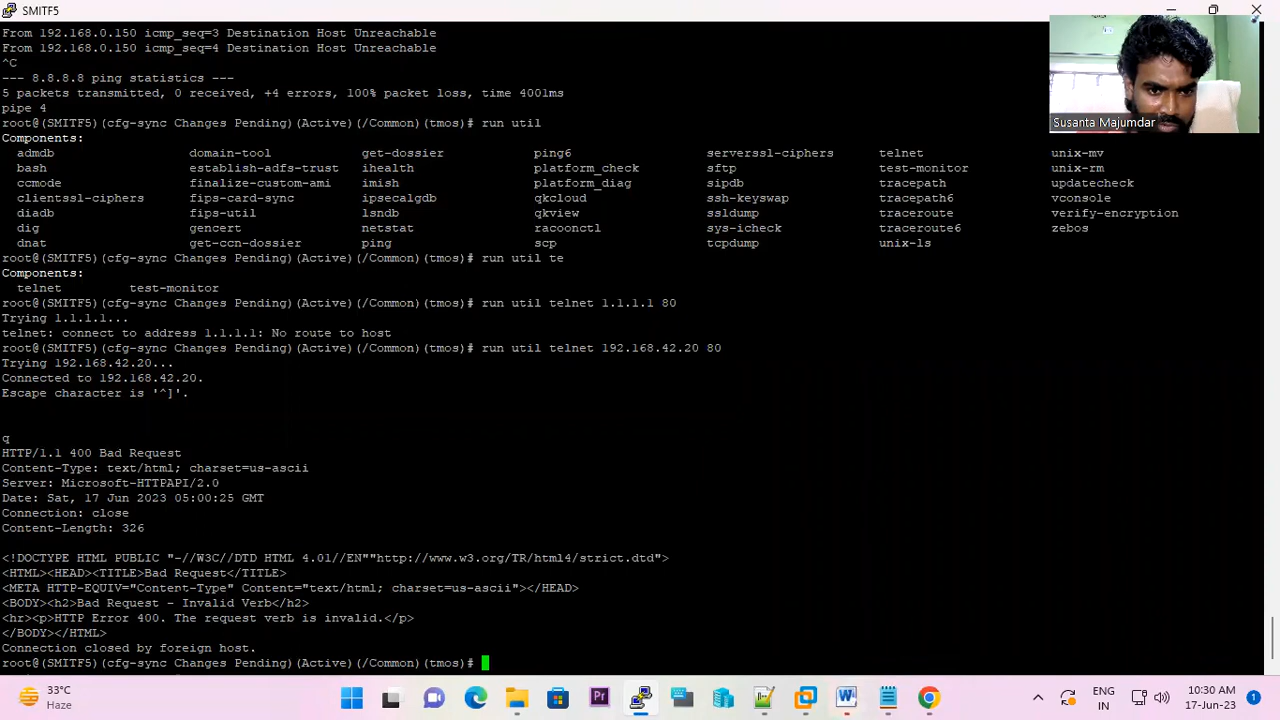 SMITF5
From 192.168.0.150 icmp_seq=3 Destination Host Unreachable
From 192.168.0.150 icmp_seq=4 Destination Host Unreachable
^C
--- 8.8.8.8 ping statistics ---
5 packets transmitted, 0 received, +4 errors, 100% packet loss, time 4001ms
pipe 4
root@(SMITF5)(cfg-sync Changes Pending)(Active)(/Common)(tmos)# run util
Susanta Majumdar
Components:
admdb domain-tool get-dossier ping6 serverssl-ciphers telnet unix-mv
bash establish-adfs-trust ihealth platform_check sftp test-monitor unix-rm
ccmode finalize-custom-ami imish platform_diag sipdb tracepath updatecheck
clientssl-ciphers fips-card-sync ipsecalgdb qkcloud ssh-keyswap tracepath6 vconsole
diadb fips-util lsndb qkview ssldump traceroute verify-encryption
dig gencert netstat racoonctl sys-icheck traceroute6 zebos
dnat get-ccn-dossier ping scp tcpdump unix-ls
root@(SMITF5)(cfg-sync Changes Pending)(Active)(/Common)(tmos)# run util te
Components:
telnet test-monitor
root@(SMITF5)(cfg-sync Changes Pending)(Active)(/Common)(tmos)# run util telnet 1.1.1.1 80
Trying 1.1.1.1...
telnet: connect to address 1.1.1.1: No route to host
root@(SMITF5)(cfg-sync Changes Pending)(Active)(/Common)(tmos)# run util telnet 192.168.42.20 80
Trying 192.168.42.20...
Connected to 192.168.42.20.
Escape character is '^]'.
q
HTTP/1.1 400 Bad Request
Content-Type: text/html; charset=us-ascii
Server: Microsoft-HTTPAPI/2.0
Date: Sat, 17 Jun 2023 05:00:25 GMT
Connection: close
Content-Length: 326
<!DOCTYPE HTML PUBLIC "-//W3C//DTD HTML 4.01//EN""http://www.w3.org/TR/html4/strict.dtd">
<HTML><HEAD><TITLE>Bad Request</TITLE>
<META HTTP-EQUIV="Content-Type" Content="text/html; charset=us-ascii"></HEAD>
<BODY><h2>Bad Request - Invalid Verb</h2>
<hr><p>HTTP Error 400. The request verb is invalid.</p>
</BODY></HTML>
Connection closed by foreign host.
root@(SMITF5)(cfg-sync Changes Pending)(Active)(/Common)(tmos)#
33°C
Haze
ENG
IN
10:30 AM
17-Jun-23